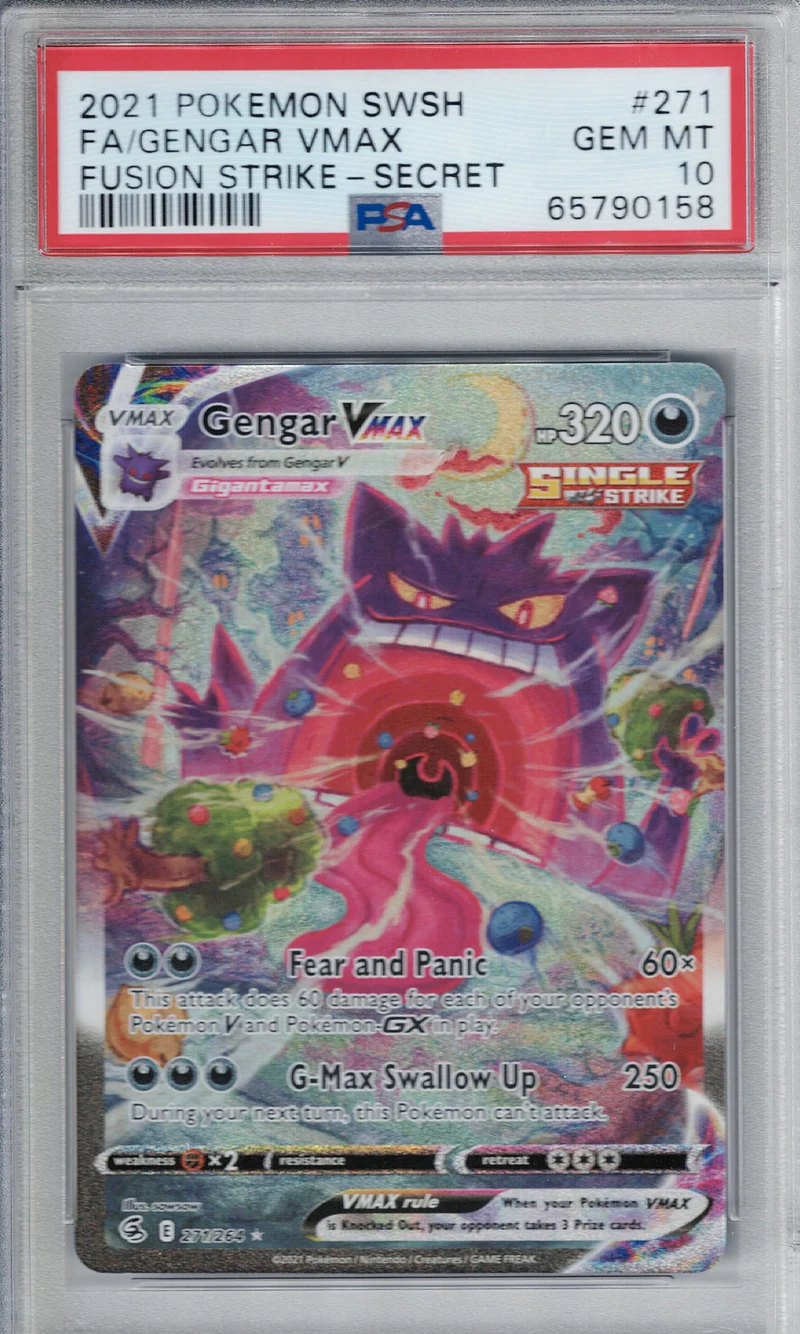 2021 POKEMON SWSH #271
FA/GENGAR VMAX GEM MT
FUSION STRIKE – SECRET 10
PSA 65790158
VMAX Gengar VMAX HP 320
Evolves from Gengar V
Gigantamax
SINGLE STRIKE
Fear and Panic 60×
This attack does 60 damage for each of your opponent's
Pokémon V and Pokémon-GX in play.
G-Max Swallow Up 250
During your next turn, this Pokémon can't attack.
weakness ×2 resistance retreat
Illus. sowsow
VMAX rule When your Pokémon VMAX
is Knocked Out, your opponent takes 3 Prize cards.
E 271/264
©2021 Pokémon / Nintendo / Creatures / GAME FREAK